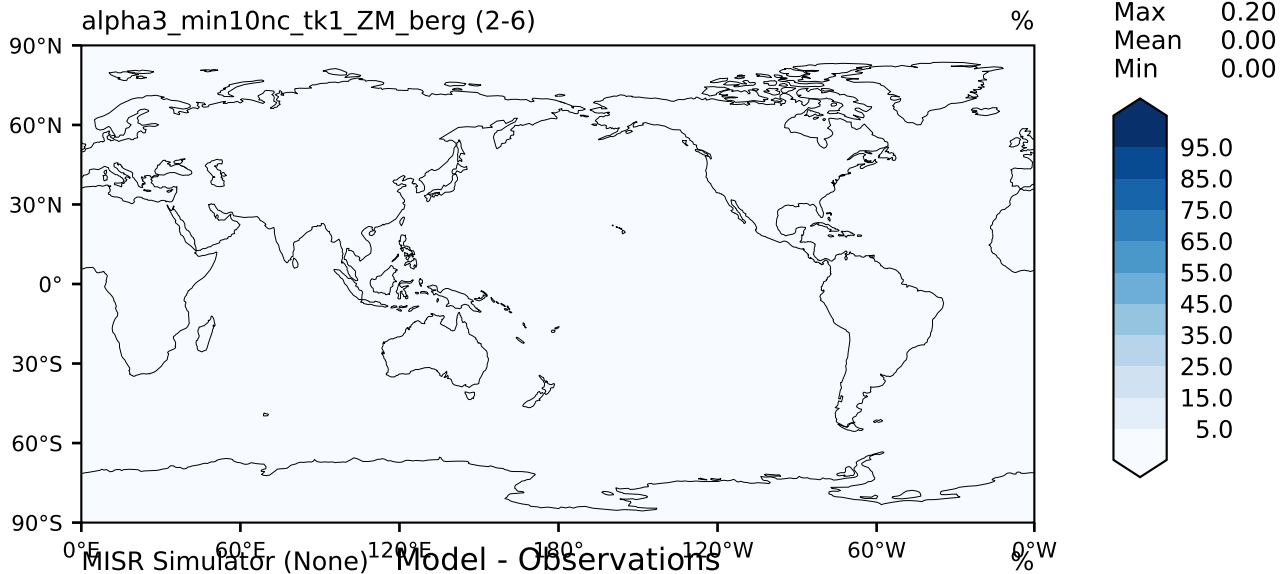 alpha3_min10nc_tk1_ZM_berg (2-6) %
Max 0.20
Mean 0.00
Min 0.00
90°N
60°N
30°N
0°
30°S
60°S
90°S
0°E 60°E 120°E 180° 120°W 60°W 0°W
95.0
85.0
75.0
65.0
55.0
45.0
35.0
25.0
15.0
5.0
MISR Simulator (None) Model - Observations %